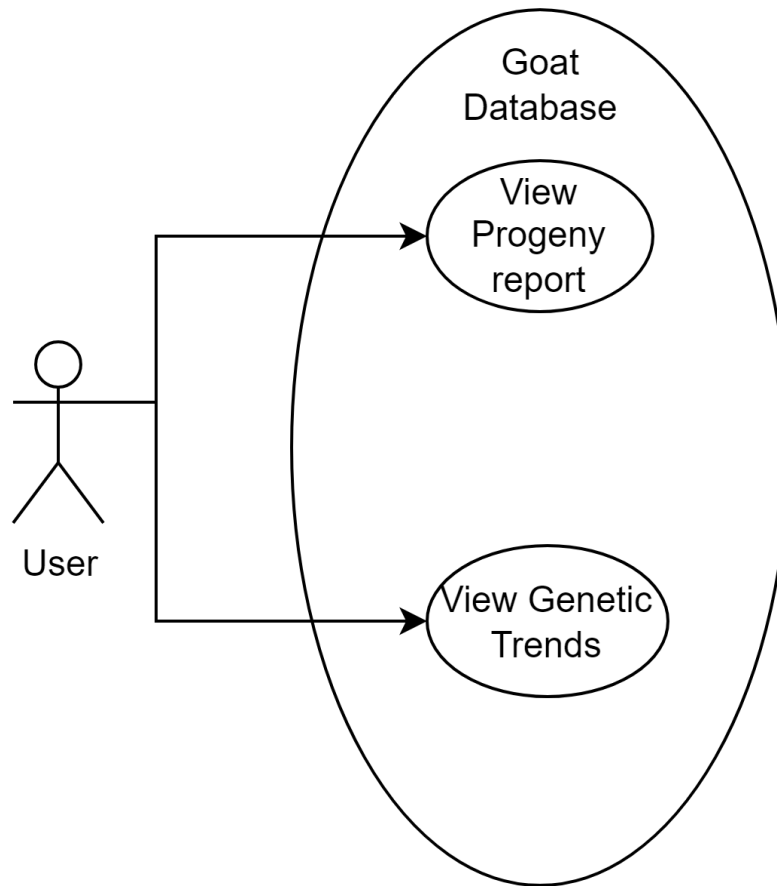 Goat
Database
View
Progeny
report
User
View Genetic
Trends